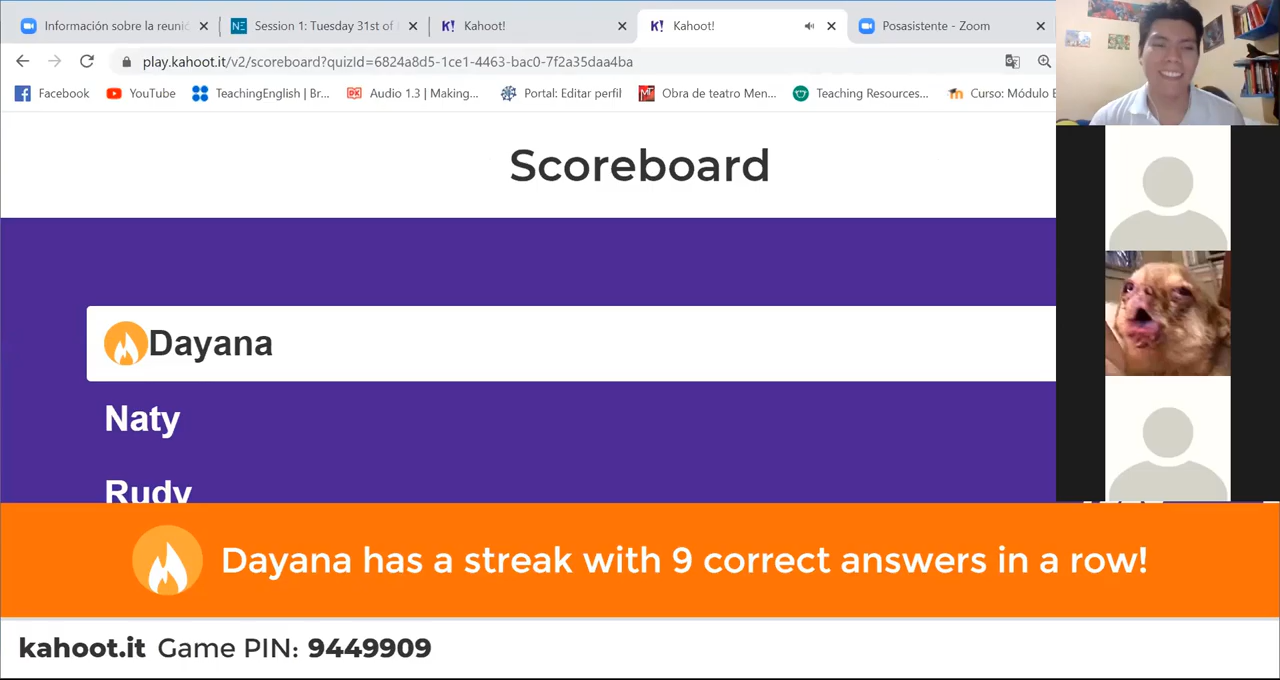 Información sobre la reunió
Session 1: Tuesday 31st of
Kahoot!
Kahoot!
Posasistente - Zoom
play.kahoot.it/v2/scoreboard?quizId=6824a8d5-1ce1-4463-bac0-7f2a35daa4ba
Facebook
YouTube
TeachingEnglish | Br...
Audio 1.3 | Making...
Portal: Editar perfil
Obra de teatro Men...
Teaching Resources...
Curso: Módulo
Scoreboard
Dayana
Naty
Rudy
Dayana has a streak with 9 correct answers in a row!
kahoot.it Game PIN: 9449909